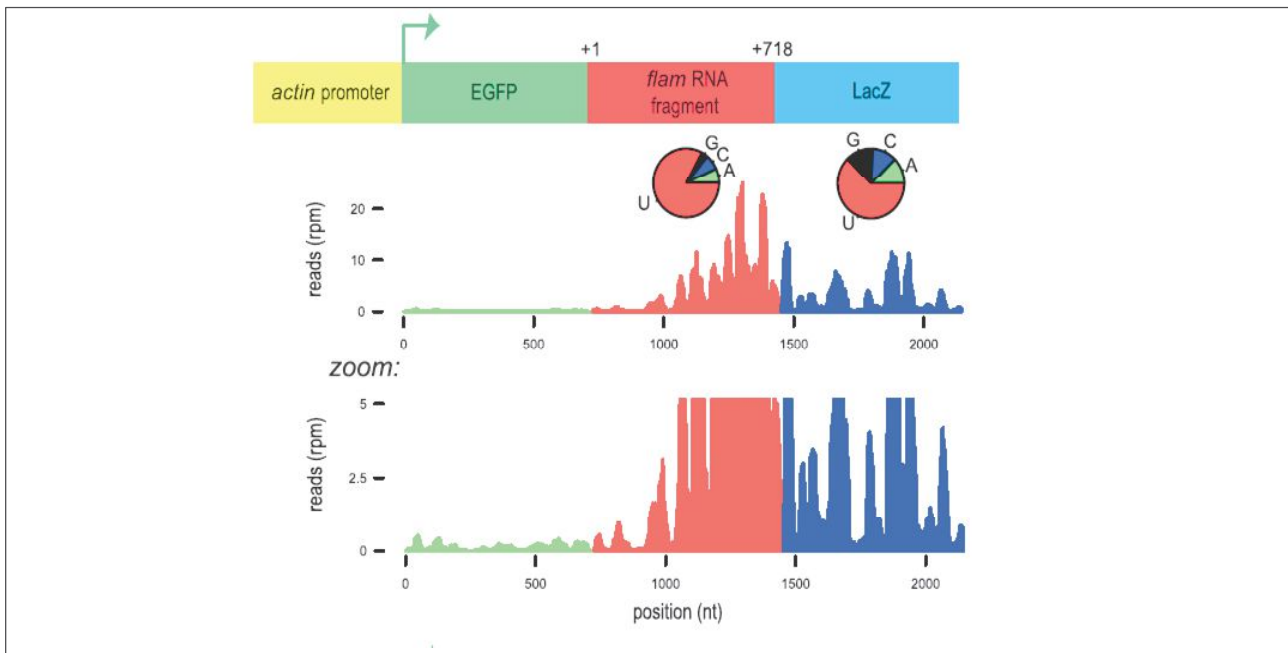 +1 +718
actin promoter EGFP flam RNA fragment LacZ
G C A U
G C A U
reads (rpm)
20
10
0
0 500 1000 1500 2000
zoom:
reads (rpm)
5
2.5
0
0 500 1000 1500 2000
position (nt)